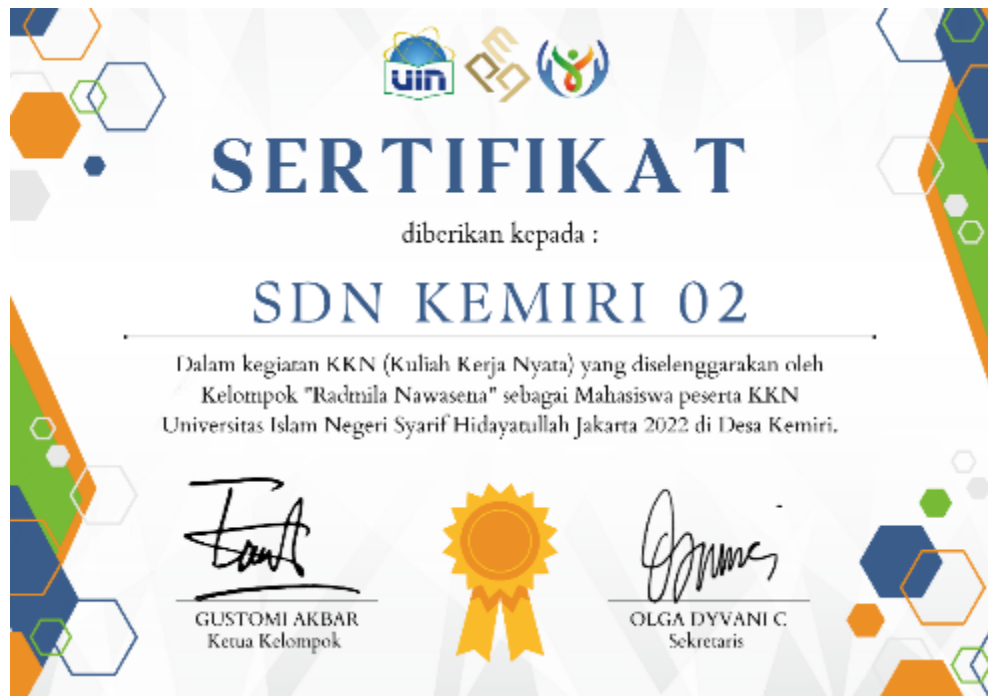 uin
SERTIFIKAT
diberikan kepada :
SDN KEMIRI 02
Dalam kegiatan KKN (Kuliah Kerja Nyata) yang diselenggarakan oleh
Kelompok "Radmila Nawasena" sebagai Mahasiswa peserta KKN
Universitas Islam Negeri Syarif Hidayatullah Jakarta 2022 di Desa Kemiri.
GUSTOMI AKBAR
Ketua Kelompok
OLGA DYVANI C
Sekretaris